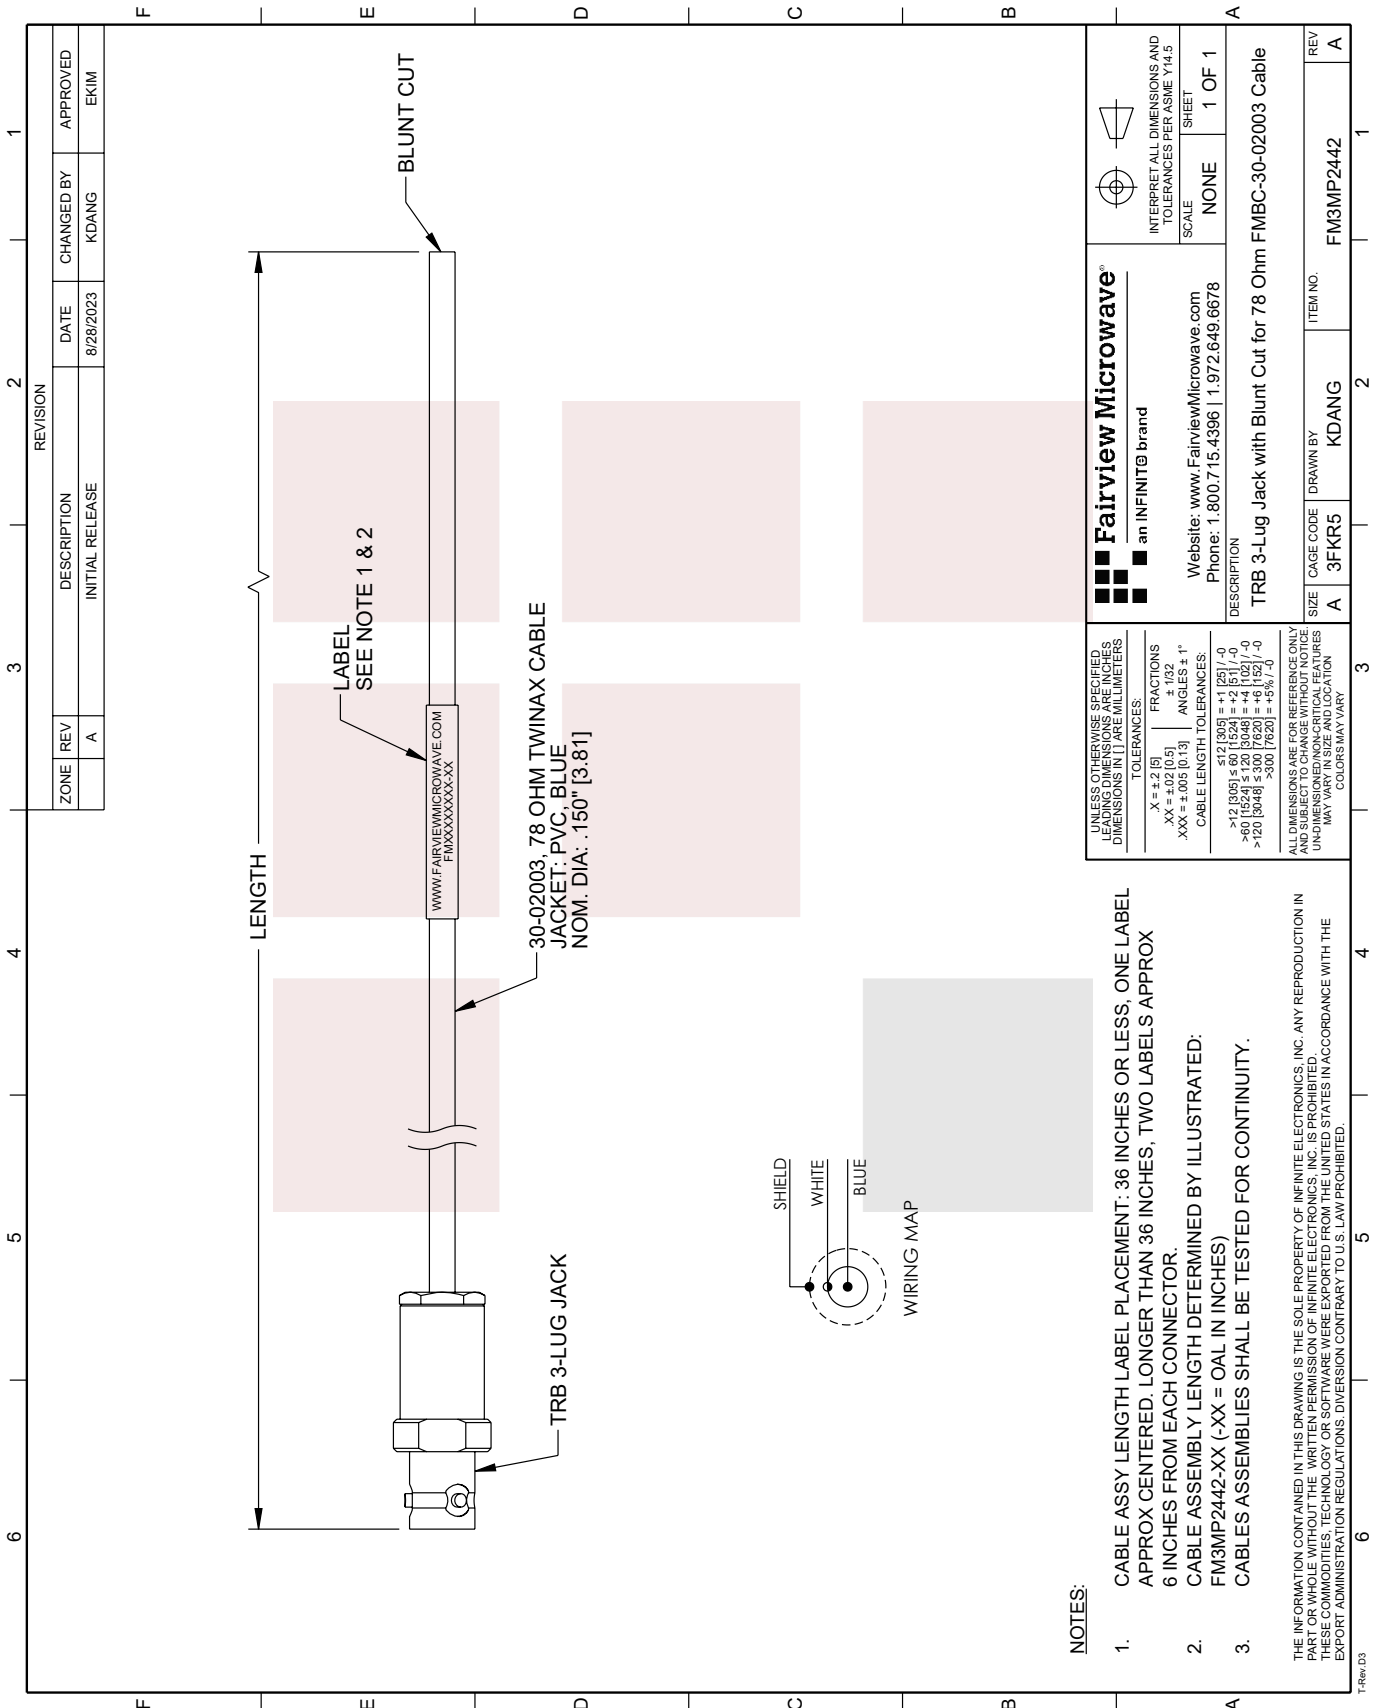 6
5
4
3
2
1
F
E
D
C
B
A
REVISION
ZONE
REV
DESCRIPTION
DATE
CHANGED BY
APPROVED
A
INITIAL RELEASE
8/28/2023
KDANG
EKIM
LENGTH
LABEL
SEE NOTE 1 & 2
BLUNT CUT
WWW.FAIRVIEWMICROWAVE.COM
FMXXXXXXXX-XX
30-02003, 78 OHM TWINAX CABLE
JACKET: PVC, BLUE
NOM. DIA: .150" [3.81]
TRB 3-LUG JACK
SHIELD
WHITE
BLUE
WIRING MAP
NOTES:
1. CABLE ASSY LENGTH LABEL PLACEMENT: 36 INCHES OR LESS, ONE LABEL
APPROX CENTERED. LONGER THAN 36 INCHES, TWO LABELS APPROX
6 INCHES FROM EACH CONNECTOR.
2. CABLE ASSEMBLY LENGTH DETERMINED BY ILLUSTRATED:
FM3MP2442-XX (-XX = OAL IN INCHES)
3. CABLES ASSEMBLIES SHALL BE TESTED FOR CONTINUITY.
THE INFORMATION CONTAINED IN THIS DRAWING IS THE SOLE PROPERTY OF INFINITE ELECTRONICS, INC. ANY REPRODUCTION IN
PART OR WHOLE WITHOUT THE WRITTEN PERMISSION OF INFINITE ELECTRONICS, INC. IS PROHIBITED.
THESE COMMODITIES, TECHNOLOGY OR SOFTWARE WERE EXPORTED FROM THE UNITED STATES IN ACCORDANCE WITH THE
EXPORT ADMINISTRATION REGULATIONS. DIVERSION CONTRARY TO U.S. LAW PROHIBITED.
UNLESS OTHERWISE SPECIFIED
LEADING DIMENSIONS ARE INCHES
DIMENSIONS IN [ ] ARE MILLIMETERS
TOLERANCES:
.X = ±.2 [5]
.XX = ±.02 [0.5]
.XXX = ±.005 [0.13]
FRACTIONS
± 1/32
ANGLES ± 1°
CABLE LENGTH TOLERANCES:
≤12 [305] = +1 [25] / -0
>12 [305] ≤ 60 [1524] = +2 [51] / -0
>60 [1524] ≤ 120 [3048] = +4 [102] / -0
>120 [3048] ≤ 300 [7620] = +6 [152] / -0
>300 [7620] = +5% / -0
ALL DIMENSIONS ARE FOR REFERENCE ONLY
AND SUBJECT TO CHANGE WITHOUT NOTICE.
UN-DIMENSIONED/NON-CRITICAL FEATURES
MAY VARY IN SIZE AND LOCATION
COLORS MAY VARY
Fairview Microwave®
an INFINITE brand
Website: www.FairviewMicrowave.com
Phone: 1.800.715.4396 | 1.972.649.6678
INTERPRET ALL DIMENSIONS AND
TOLERANCES PER ASME Y14.5
SCALE
NONE
SHEET
1 OF 1
DESCRIPTION
TRB 3-Lug Jack with Blunt Cut for 78 Ohm FMBC-30-02003 Cable
SIZE
A
CAGE CODE
3FKR5
DRAWN BY
KDANG
ITEM NO.
FM3MP2442
REV
A
F
E
D
C
B
A
6
5
4
3
2
1
T-Rev.D3